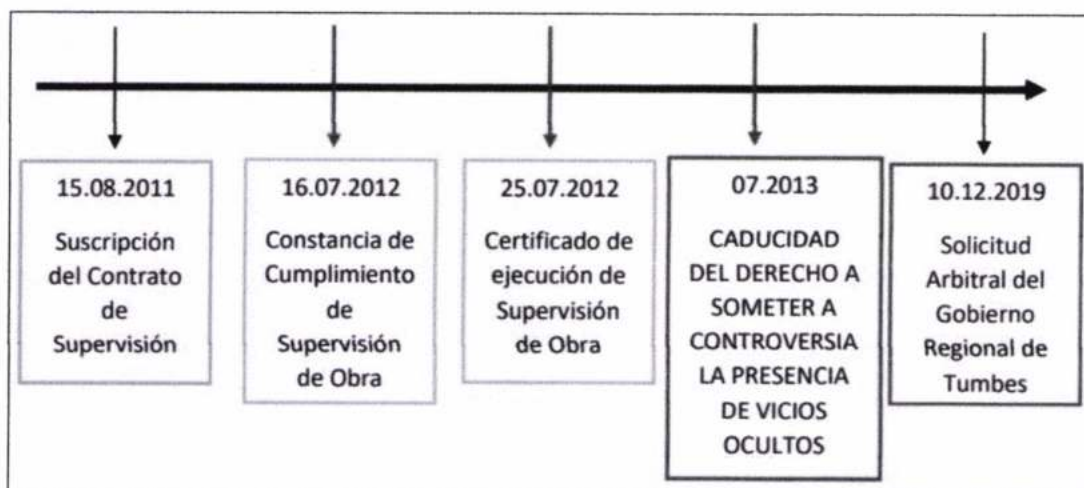 15.08.2011
Suscripción
del Contrato
de
Supervisión
16.07.2012
Constancia de
Cumplimiento
de
Supervisión
de Obra
25.07.2012
Certificado de
ejecución de
Supervisión
de Obra
07.2013
CADUCIDAD
DEL DERECHO A
SOMETER A
CONTROVERSIA
LA PRESENCIA
DE VICIOS
OCULTOS
10.12.2019
Solicitud
Arbitral del
Gobierno
Regional de
Tumbes